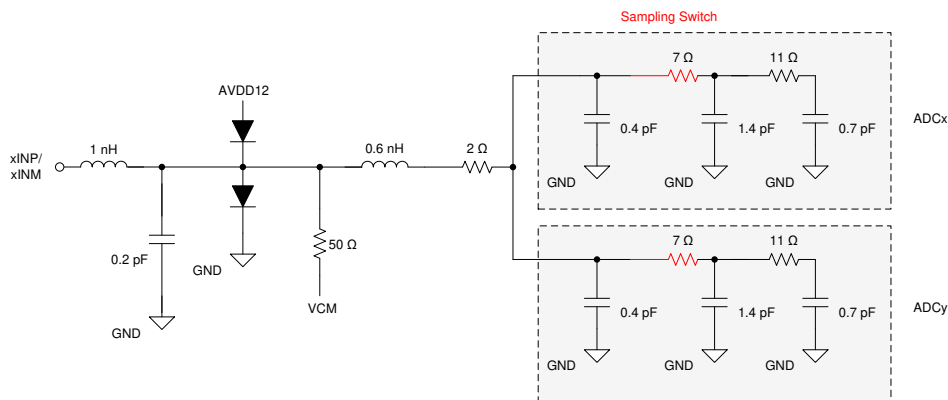 Sampling Switch
7 Ω
11 Ω
AVDD12
0.4 pF
1.4 pF
0.7 pF
ADCx
xINP/
xINM
1 nH
0.6 nH
2 Ω
GND
GND
GND
7 Ω
11 Ω
0.2 pF
50 Ω
GND
VCM
GND
0.4 pF
1.4 pF
0.7 pF
ADCy
GND
GND
GND